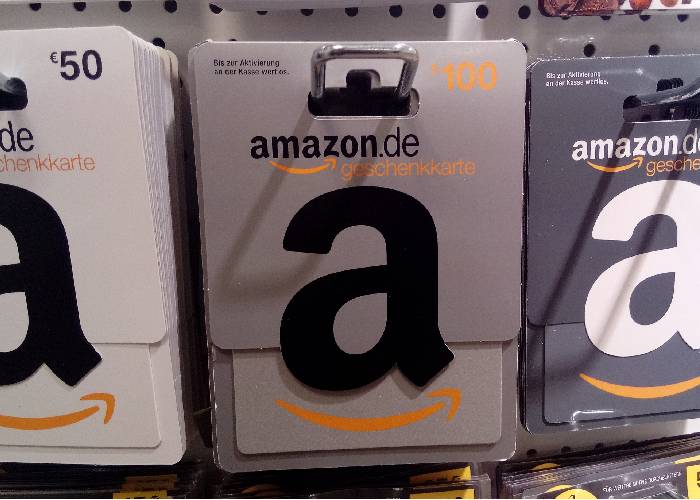 €50
.de
chenkkarte
a
Bis zur Aktivierung
an der Kasse wertlos.
€100
amazon.de
geschenkkarte
a
Bis zur Aktivierung
an der Kasse wertlos.
amazon.de
gesche
a